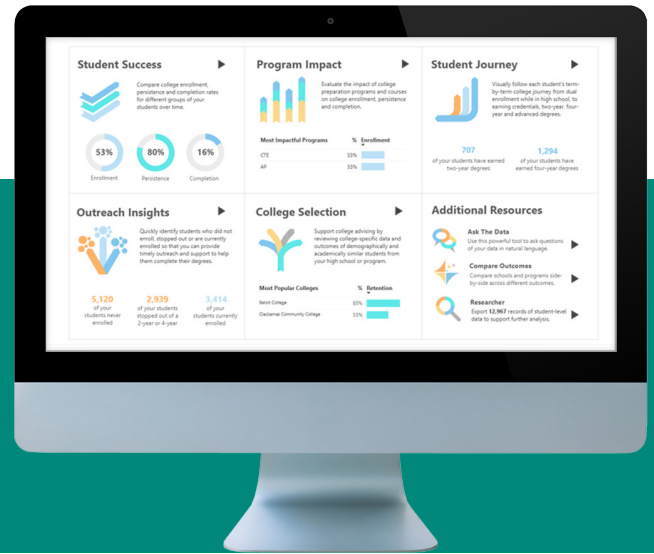 Student Success
Compare college enrollment,
persistence and completion rates
for different groups of your
students over time.
53%
80%
16%
Enrollment
Persistence
Completion
Program Impact
Evaluate the impact of college
preparation programs and courses
on college enrollment, persistence
and completion.
Most Impactful Programs % Enrollment
CTE 53%
AP 53%
Student Journey
Visually follow each student's term-
by-term college journey from dual
enrollment while in high school, to
earning credentials, two-year, four-
year and advanced degrees.
707
of your students have earned
two-year degrees
1,294
of your students have
earned four-year degrees
Outreach Insights
Quickly identify students who did not
enroll, stopped out or are currently
enrolled so that you can provide
timely outreach and support to help
them complete their degrees.
5,120
of your
students never
enrolled
2,939
of your students
stopped out of a
2-year or 4-year
3,414
of your
students currently
enrolled
College Selection
Support college advising by
reviewing college-specific data and
outcomes of demographically and
academically similar students from
your high school or program.
Most Popular Colleges % Retention
Beloit College 83%
Clackamas Community College 55%
Additional Resources
Ask The Data
Use this powerful tool to ask questions
of your data in natural language.
Compare Outcomes
Compare schools and programs side-
by-side across different outcomes.
Researcher
Export 12,967 records of student-level
data to support further analysis.